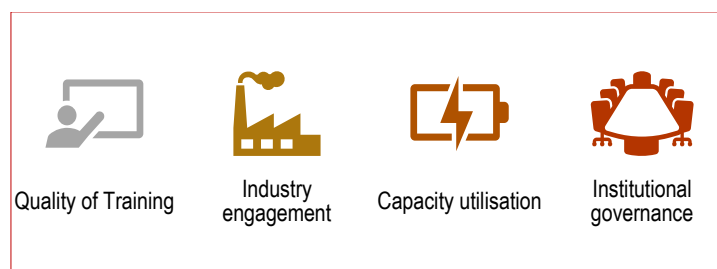 Quality of Training
Industry
engagement
Capacity utilisation
Institutional
governance